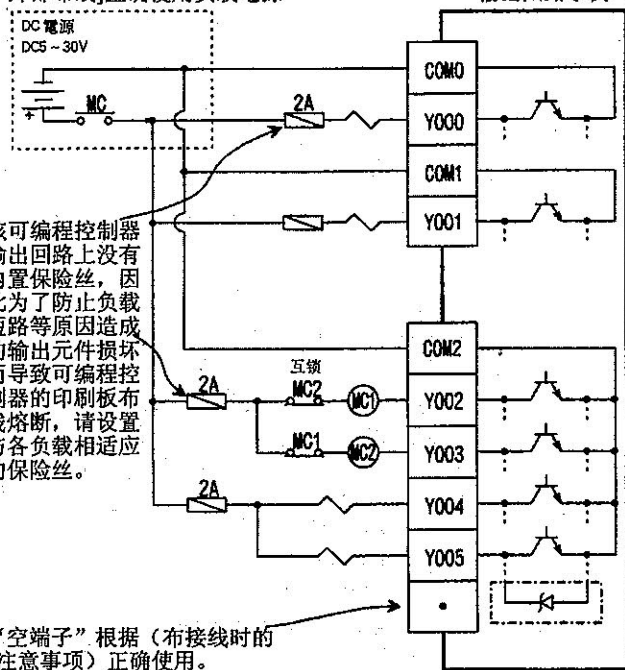 DC 電源
DC5～30V
MC
2A
COM0
Y000
COM1
Y001
亥可编程控制器
输出回路上没有
内置保险丝，因
此为了防止负载
短路等原因造成
的输出元件损坏
而导致可编程控
制器的印刷板布
线熔断，请设置
与各负载相适应
的保险丝。
COM2
2A
互锁
MC2
MC1
Y002
MC1
MC2
Y003
2A
Y004
Y005
“空端子”根据（布接线时的
注意事项）正确使用。